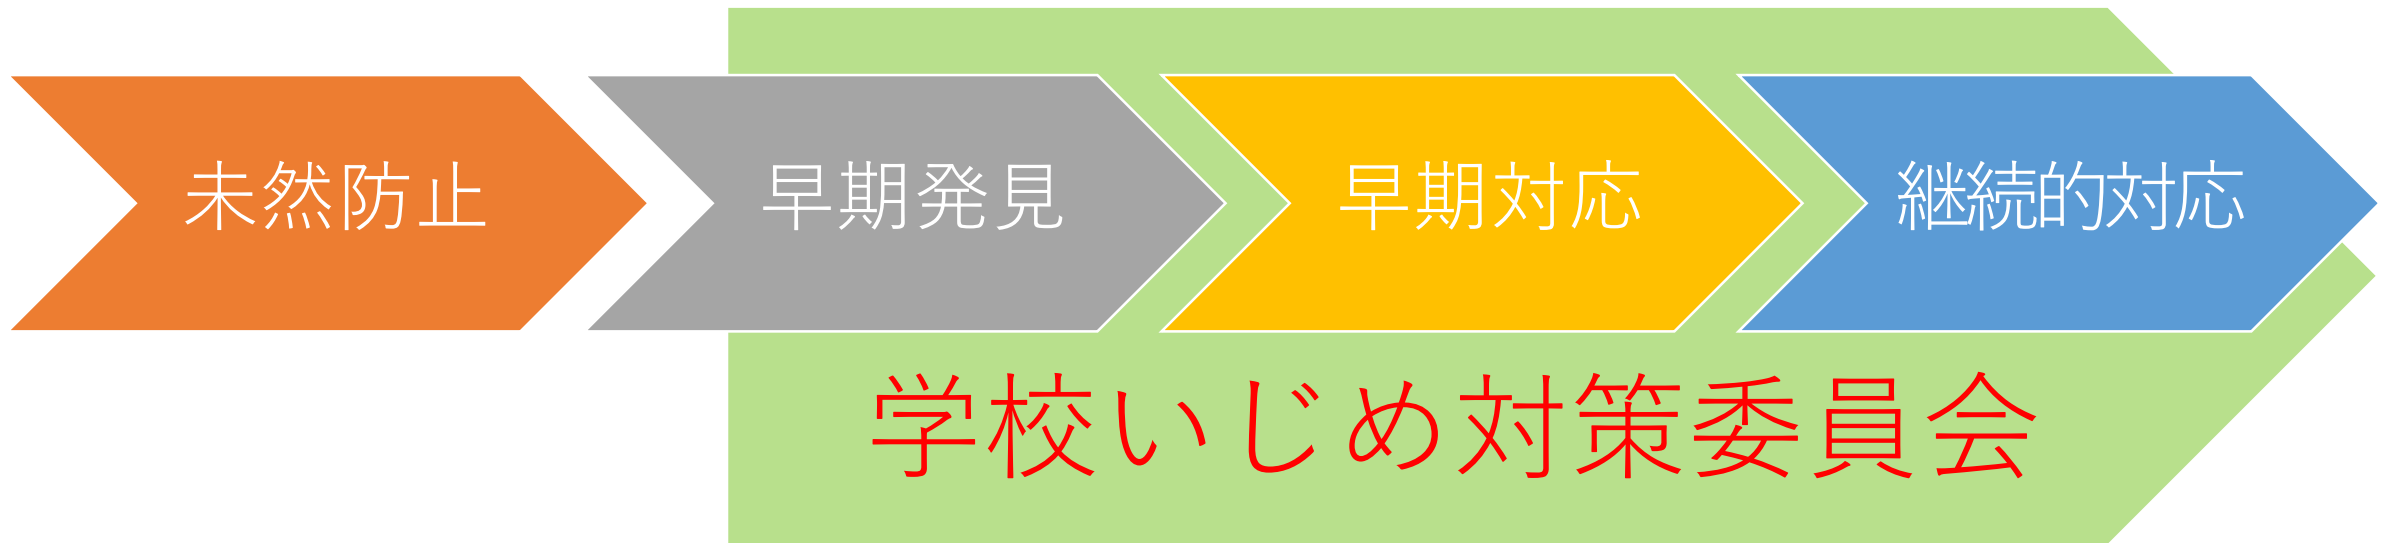 未然防止
早期発見
早期対応
継続的対応
学校いじめ対策委員会